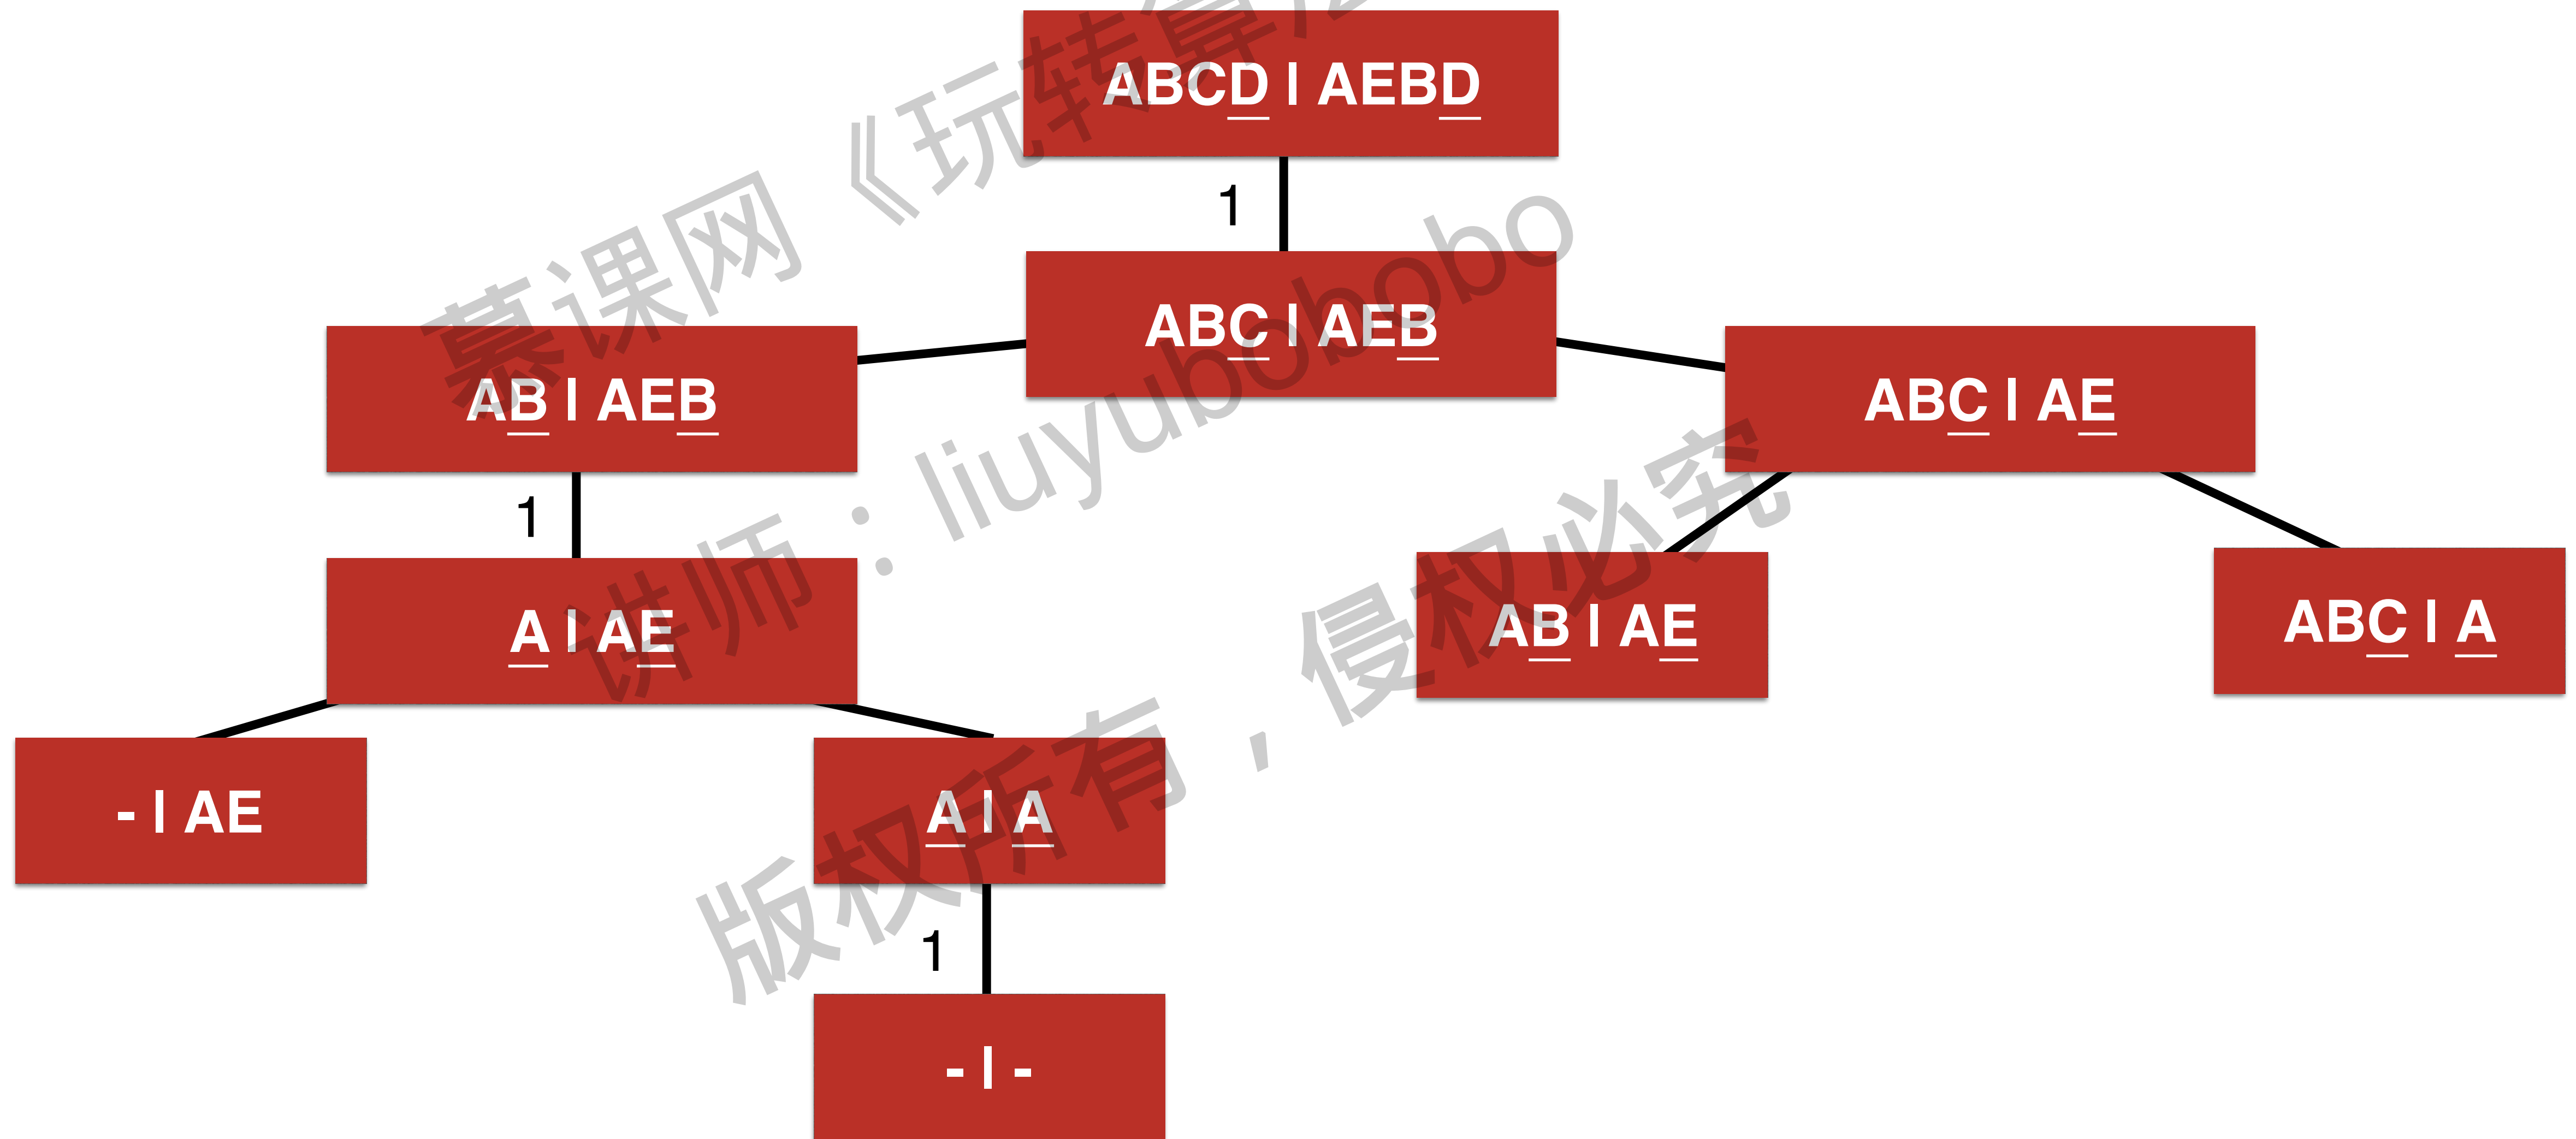 ABCD | AEBD
1
ABC | AEB
AB | AEB
ABC | AE
1
A | AE
AB | AE
ABC | A
- | AE
A | A
1
- | -
慕课网《玩转算法
讲师：liuyubobobo
版权所有，侵权必究